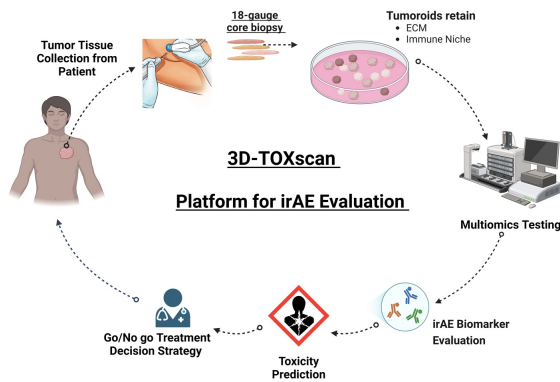 18-gauge
core biopsy
Tumor Tissue
Collection from
Patient
Tumoroids retain
• ECM
• Immune Niche
3D-TOXscan
Platform for irAE Evaluation
Multiomics Testing
irAE Biomarker
Evaluation
Toxicity
Prediction
Go/No go Treatment
Decision Strategy